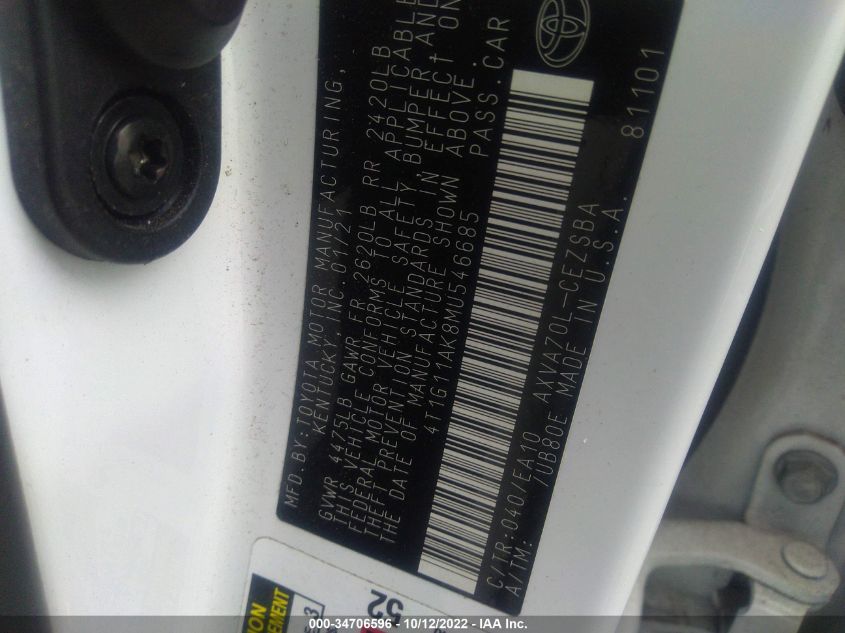 MFD.BY:TOYOTA MOTOR MANUFACTURING,
KENTUCKY, INC. 01/21
GVWR 4475LB GAWR FR 2620LB RR 2420LB
THIS VEHICLE CONFORMS TO ALL APPLICABLE
FEDERAL MOTOR VEHICLE SAFETY, BUMPER AND
THEFT PREVENTION STANDARDS IN EFFECT ON
THE DATE OF MANUFACTURE SHOWN ABOVE.
4T1G11AK8MU546685 PASS.CAR
C/TR:040/EA10 AXVA70L-CEZSBA
A/TM: /UB80E MADE IN U.S.A. 81101
52
000-34706596 - 10/12/2022 - IAA Inc.